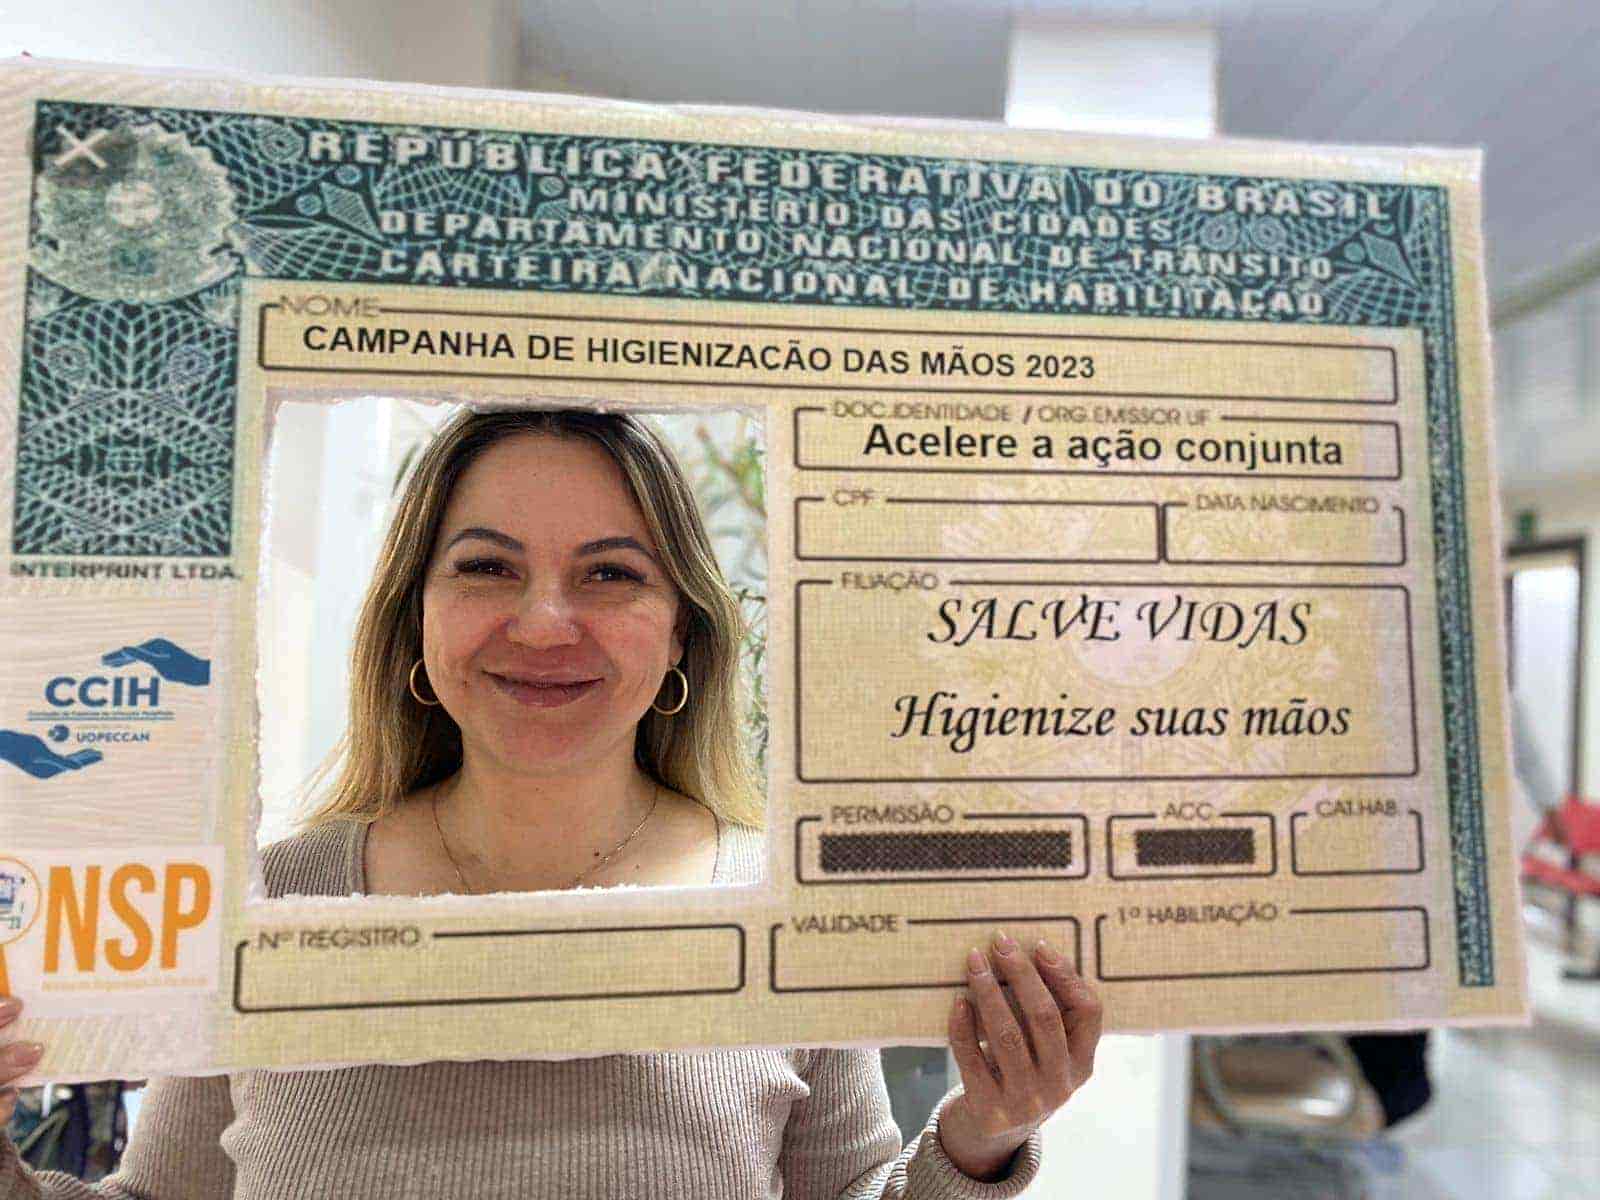 REPÚBLICA FEDERATIVA DO BRASIL
MINISTÉRIO DAS CIDADES
DEPARTAMENTO NACIONAL DE TRÂNSITO
CARTEIRA NACIONAL DE HABILITAÇÃO
NOME
CAMPANHA DE HIGIENIZAÇÃO DAS MÃOS 2023
DOC.IDENTIDADE / ORG.EMISSOR UF
Acelere a ação conjunta
CPF
DATA NASCIMENTO
FILIAÇÃO
SALVE VIDAS
Higienize suas mãos
PERMISSÃO
ACC
CAT.HAB
Nº REGISTRO
VALIDADE
1º HABILITAÇÃO
INTERPRINT LTDA.
CCIH
UOPECCAN
NSP